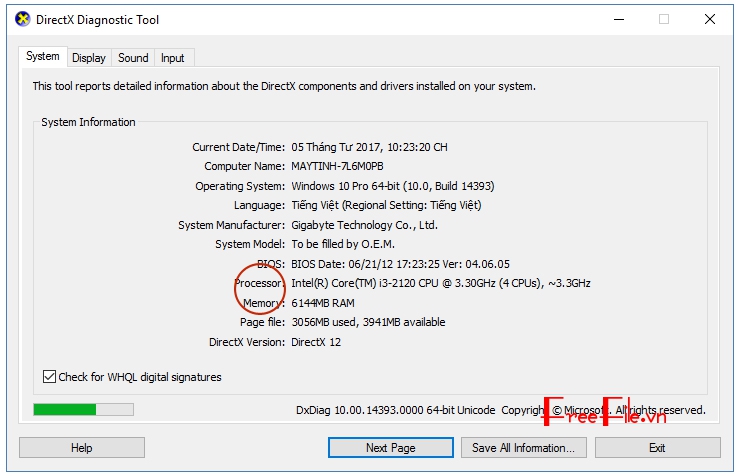 DirectX Diagnostic Tool
System Display Sound Input
This tool reports detailed information about the DirectX components and drivers installed on your system.
System Information
Current Date/Time: 05 Tháng Tư 2017, 10:23:20 CH
Computer Name: MAYTINH-7L6M0PB
Operating System: Windows 10 Pro 64-bit (10.0, Build 14393)
Language: Tiếng Việt (Regional Setting: Tiếng Việt)
System Manufacturer: Gigabyte Technology Co., Ltd.
System Model: To be filled by O.E.M.
BIOS: BIOS Date: 06/21/12 17:23:25 Ver: 04.06.05
Processor: Intel(R) Core(TM) i3-2120 CPU @ 3.30GHz (4 CPUs), ~3.3GHz
Memory: 6144MB RAM
Page file: 3056MB used, 3941MB available
DirectX Version: DirectX 12
Check for WHQL digital signatures
DxDiag 10.00.14393.0000 64-bit Unicode Copyright © Microsoft. All rights reserved.
FreeFile.vn
Help Next Page Save All Information... Exit